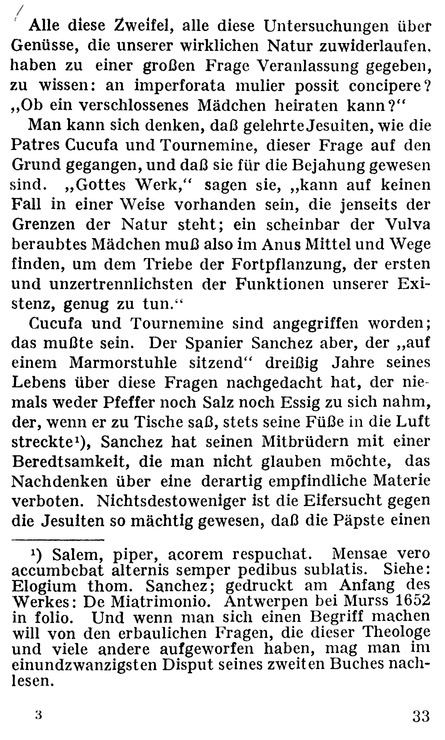 Alle diese Zweifel, alle diese Untersuchungen über
Genüsse, die unserer wirklichen Natur zuwiderlaufen,
haben zu einer großen Frage Veranlassung gegeben,
zu wissen: an imperforata mulier possit concipere?
„Ob ein verschlossenes Mädchen heiraten kann?“
Man kann sich denken, daß gelehrte Jesuiten, wie die
Patres Cucufa und Tournemine, dieser Frage auf den
Grund gegangen, und daß sie für die Bejahung gewesen
sind. „Gottes Werk,“ sagen sie, „kann auf keinen
Fall in einer Weise vorhanden sein, die jenseits der
Grenzen der Natur steht; ein scheinbar der Vulva
beraubtes Mädchen muß also im Anus Mittel und Wege
finden, um dem Triebe der Fortpflanzung, der ersten
und unzertrennlichsten der Funktionen unserer Exi-
stenz, genug zu tun.“
Cucufa und Tournemine sind angegriffen worden;
das mußte sein. Der Spanier Sanchez aber, der „auf
einem Marmorstuhle sitzend“ dreißig Jahre seines
Lebens über diese Fragen nachgedacht hat, der nie-
mals weder Pfeffer noch Salz noch Essig zu sich nahm,
der, wenn er zu Tische saß, stets seine Füße in die Luft
streckte¹), Sanchez hat seinen Mitbrüdern mit einer
Beredtsamkeit, die man nicht glauben möchte, das
Nachdenken über eine derartig empfindliche Materie
verboten. Nichtsdestoweniger ist die Eifersucht gegen
die Jesuiten so mächtig gewesen, daß die Päpste einen
¹) Salem, piper, acorem respuchat. Mensae vero
accumbcbat alternis semper pedibus sublatis. Siehe:
Elogium thom. Sanchez; gedruckt am Anfang des
Werkes: De Miatrimonio. Antwerpen bei Murss 1652
in folio. Und wenn man sich einen Begriff machen
will von den erbaulichen Fragen, die dieser Theologe
und viele andere aufgeworfen haben, mag man im
einundzwanzigsten Disput seines zweiten Buches nach-
lesen.
3 33